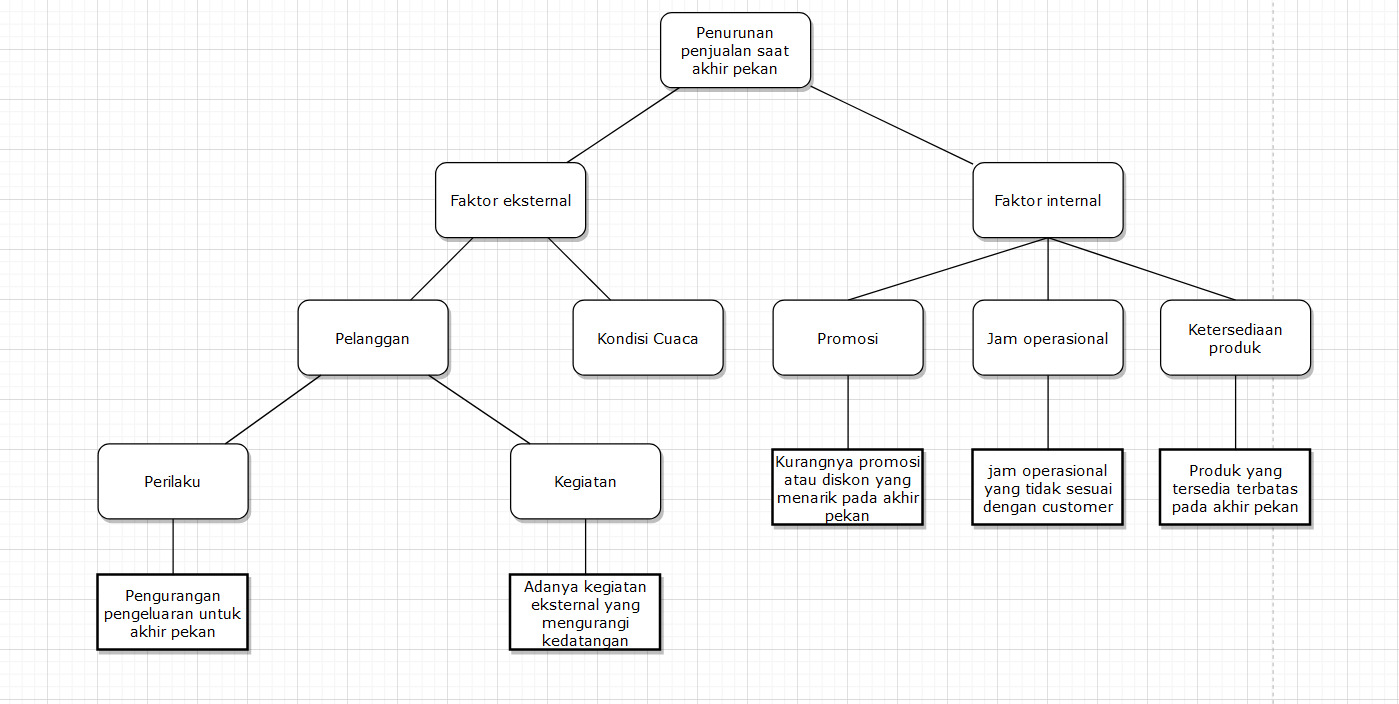 Penurunan
penjualan saat
akhir pekan
Faktor eksternal
Faktor internal
Pelanggan
Kondisi Cuaca
Promosi
Jam operasional
Ketersediaan
produk
Perilaku
Kegiatan
Kurangnya promosi
atau diskon yang
menarik pada akhir
pekan
jam operasional
yang tidak sesuai
dengan customer
Produk yang
tersedia terbatas
pada akhir pekan
Pengurangan
pengeluaran untuk
akhir pekan
Adanya kegiatan
eksternal yang
mengurangi
kedatangan